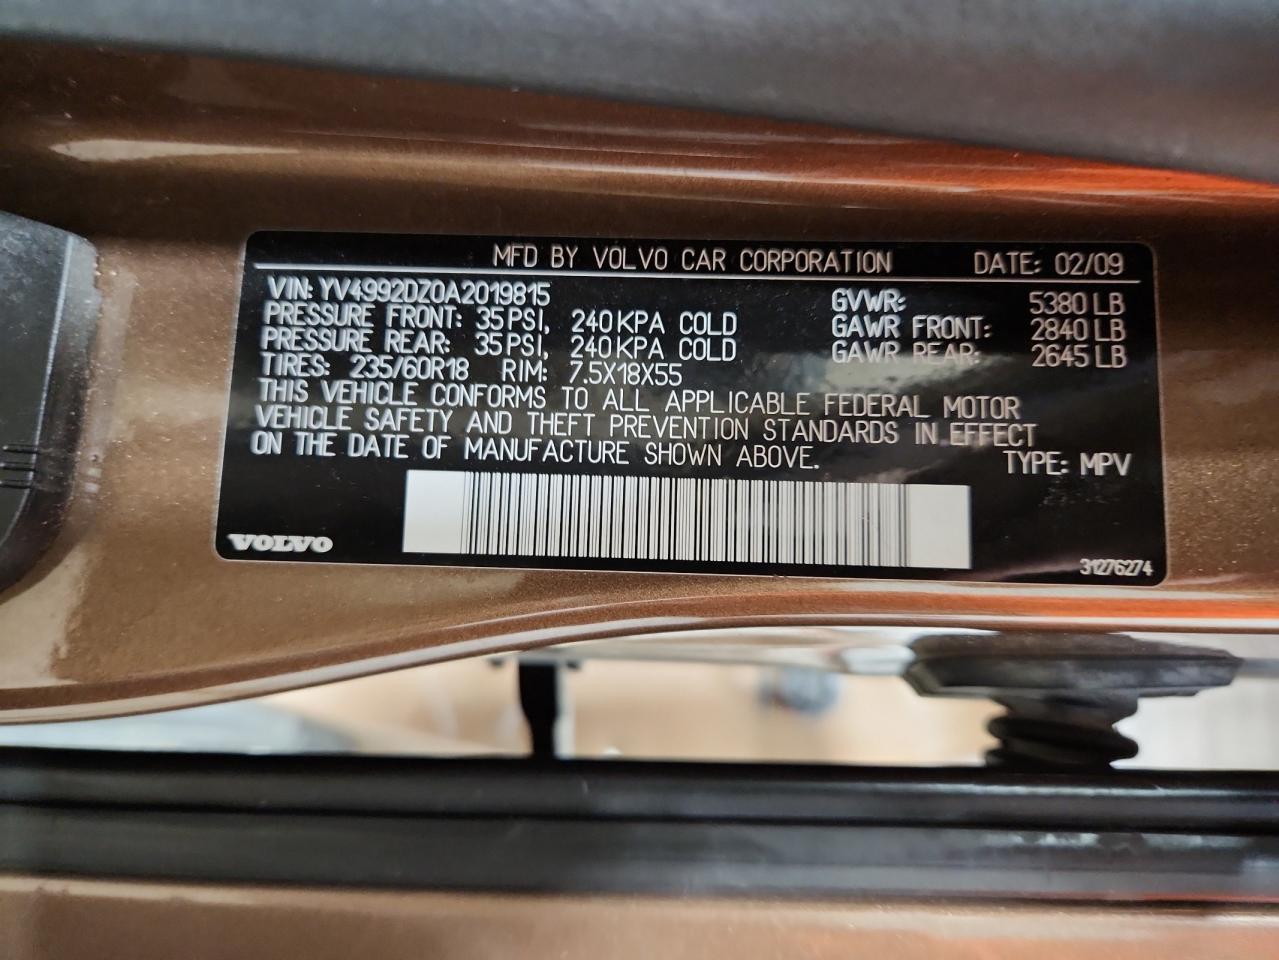 MFD BY VOLVO CAR CORPORATION DATE: 02/09
VIN: YV4992DZ0A2019815 GVWR: 5380 LB
PRESSURE FRONT: 35 PSI, 240 KPA COLD GAWR FRONT: 2840 LB
PRESSURE REAR: 35 PSI, 240 KPA COLD GAWR REAR: 2645 LB
TIRES: 235/60R18 RIM: 7.5X18X55
THIS VEHICLE CONFORMS TO ALL APPLICABLE FEDERAL MOTOR
VEHICLE SAFETY AND THEFT PREVENTION STANDARDS IN EFFECT
ON THE DATE OF MANUFACTURE SHOWN ABOVE. TYPE: MPV
VOLVO
31276274